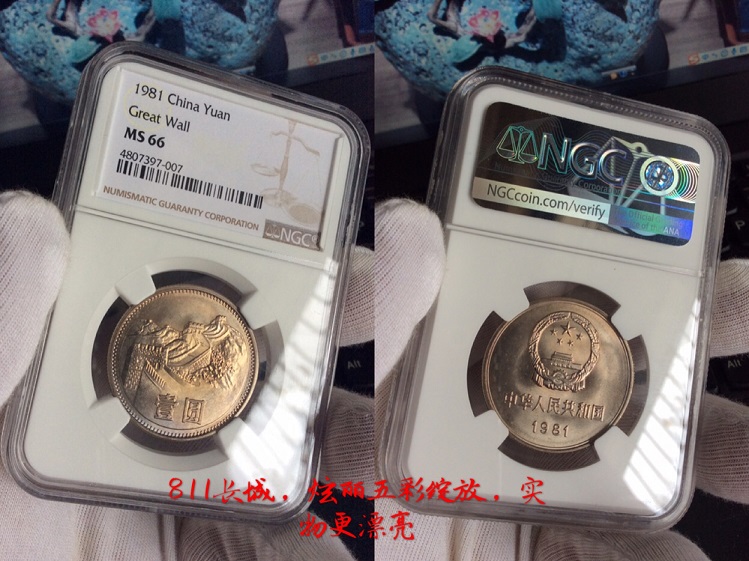 1981 China Yuan
Great Wall
MS 66
4807397-007
NUMISMATIC GUARANTY CORPORATION
NGC
壹圆
NGC
NGCcoin.com/verify
中华人民共和国
1981
811长城，炫丽五彩绽放，实
物更漂亮